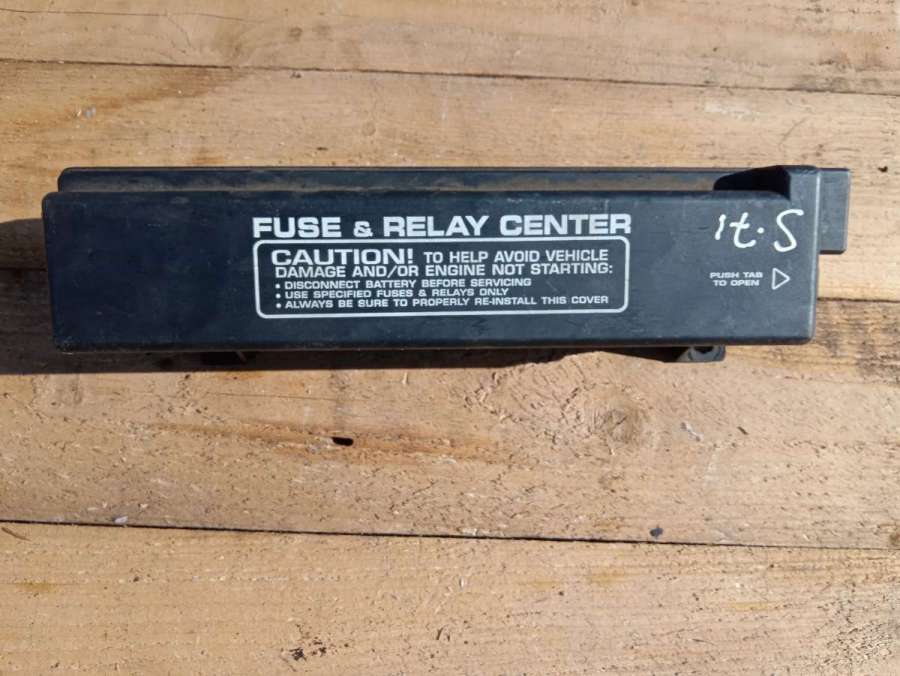 FUSE & RELAY CENTER
CAUTION! TO HELP AVOID VEHICLE
DAMAGE AND/OR ENGINE NOT STARTING:
• DISCONNECT BATTERY BEFORE SERVICING
• USE SPECIFIED FUSES & RELAYS ONLY
• ALWAYS BE SURE TO PROPERLY RE-INSTALL THIS COVER
PUSH TAB
TO OPEN